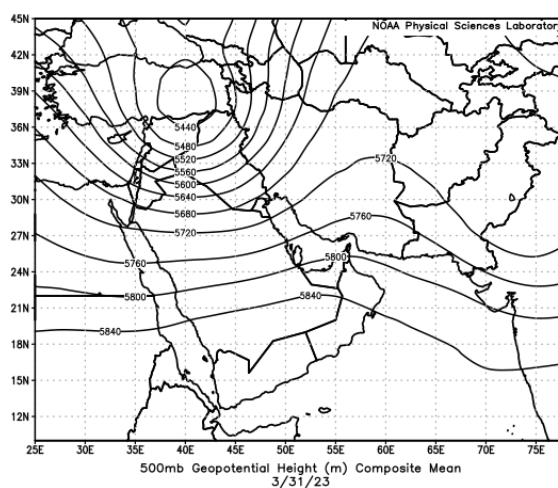 NOAA Physical Sciences Laboratory
45N
42N
39N
36N
33N
30N
27N
24N
21N
18N
15N
12N
5440
5480
5520
5560
5600
5640
5680
5720
5720
5760
5760
5800
5800
5840
5840
25E 30E 35E 40E 45E 50E 55E 60E 65E 70E 75E
500mb Geopotential Height (m) Composite Mean
3/31/23